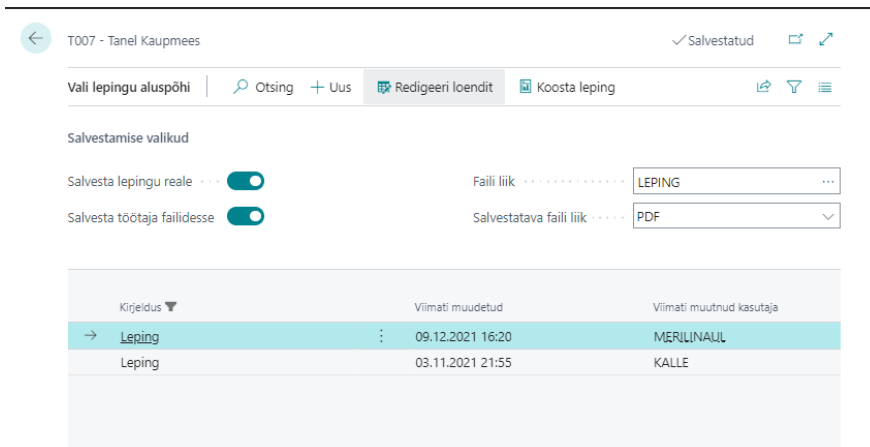 T007 - Tanel Kaupmees Salvestatud
Vali lepingu aluspõhi Otsing Uus Redigeeri loendit Koosta leping
Salvestamise valikud
Salvesta lepingu reale Faili liik LEPING
Salvesta töötaja failidesse Salvestatava faili liik PDF
Kirjeldus Viimati muudetud Viimati muutnud kasutaja
Leping 09.12.2021 16:20
Leping 03.11.2021 21:55 KALLE